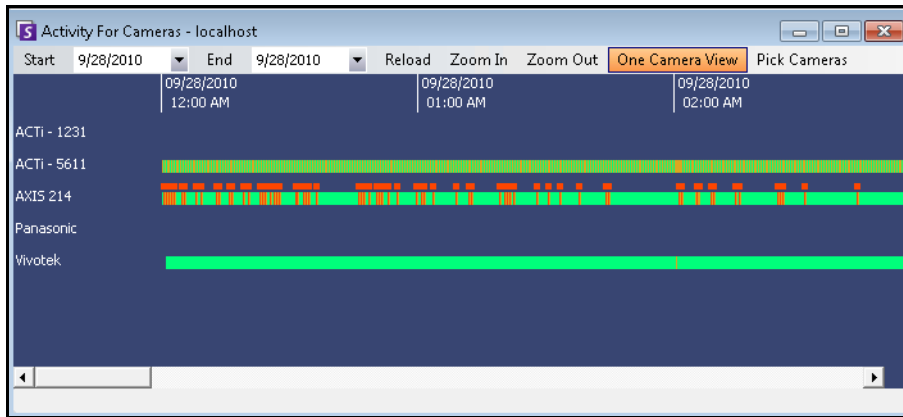 Activity For Cameras - localhost
Start 9/28/2010 End 9/28/2010 Reload Zoom In Zoom Out One Camera View Pick Cameras
09/28/2010 09/28/2010 09/28/2010
12:00 AM 01:00 AM 02:00 AM
ACTi - 1231
ACTi - 5611
AXIS 214
Panasonic
Vivotek